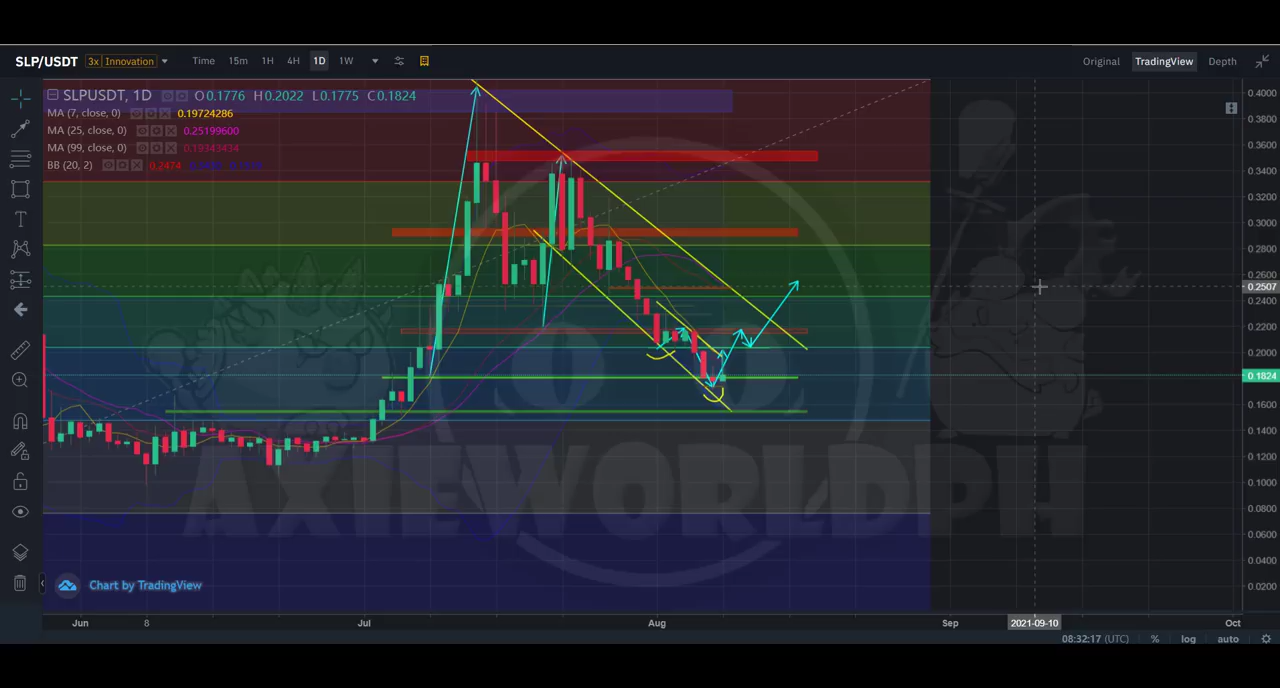 SLP/USDT 3x Innovation Time 15m 1H 4H 1D 1W Original TradingView Depth
SLPUSDT, 1D O 0.1776 H 0.2022 L 0.1775 C 0.1824
MA (7, close, 0) 0.19724286
MA (25, close, 0) 0.25199600
MA (99, close, 0) 0.19343434
BB (20, 2) 0.2474
0.4000
0.3800
0.3600
0.3400
0.3200
0.3000
0.2800
0.2600
0.2507
0.2400
0.2200
0.2000
0.1824
0.1600
0.1400
0.1200
0.1000
0.0800
0.0600
0.0400
0.0200
AXIEWORLDPH
Chart by TradingView
Jun 8 Jul Aug Sep 2021-09-10 Oct
08:32:17 (UTC) % log auto